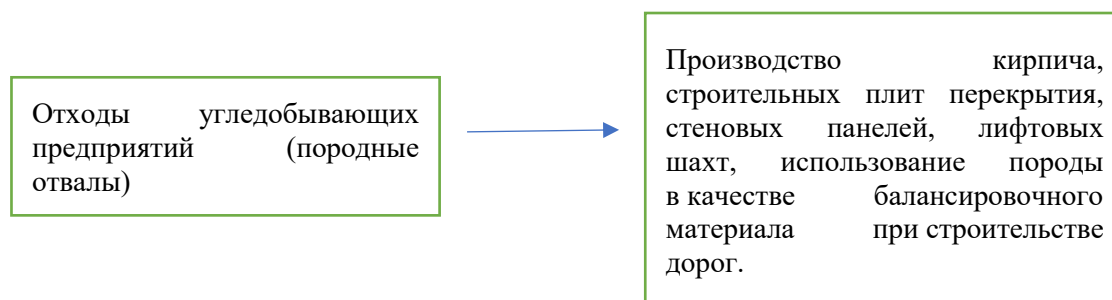 Отходы угледобывающих
предприятий (породные
отвалы)
Производство кирпича,
строительных плит перекрытия,
стеновых панелей, лифтовых
шахт, использование породы
в качестве балансировочного
материала при строительстве
дорог.